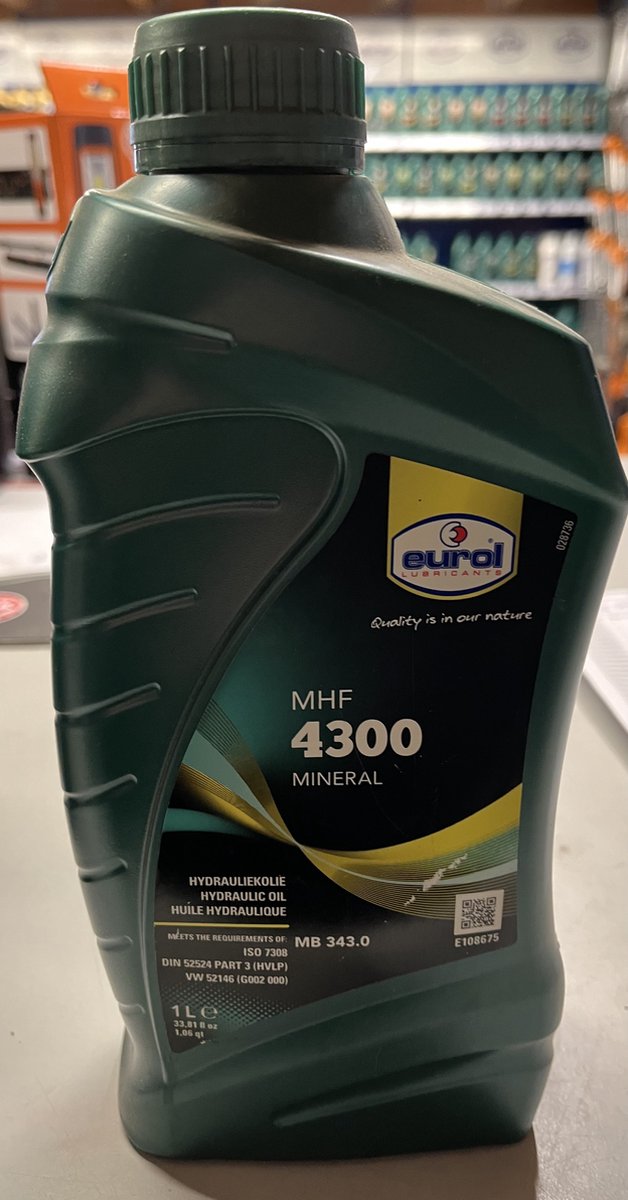 028736
eurol®
LUBRICANTS
Quality is in our nature
MHF
4300
MINERAL
HYDRAULIEKOLIE
HYDRAULIC OIL
HUILE HYDRAULIQUE
MEETS THE REQUIREMENTS OF: MB 343.0
ISO 7308
DIN 52524 PART 3 (HVLP)
VW 52146 (G002 000)
E108675
1 L ℮
33,81 fl oz
1,06 qt